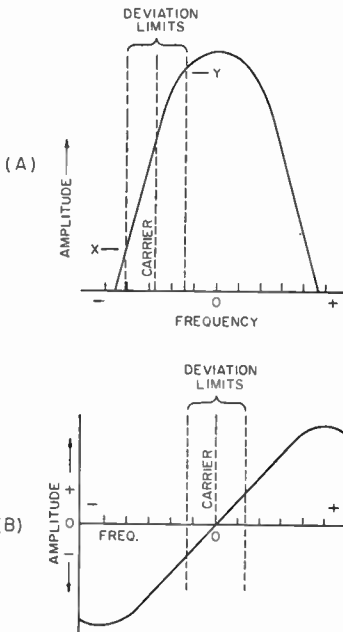 DEVIATION
LIMITS
Y
(A)
AMPLITUDE
X
CARRIER
- 0 +
FREQUENCY
DEVIATION
LIMITS
CARRIER
(B)
AMPLITUDE
+
0
-
- +
FREQ. 0